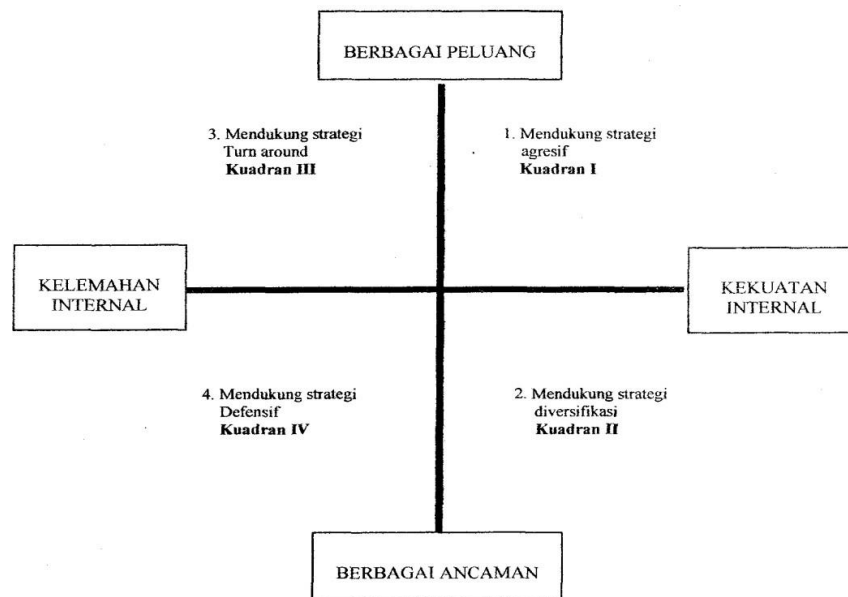 BERBAGAI PELUANG
3. Mendukung strategi
Turn around
Kuadran III
1. Mendukung strategi
agresif
Kuadran I
KELEMAHAN
INTERNAL
KEKUATAN
INTERNAL
4. Mendukung strategi
Defensif
Kuadran IV
2. Mendukung strategi
diversifikasi
Kuadran II
BERBAGAI ANCAMAN